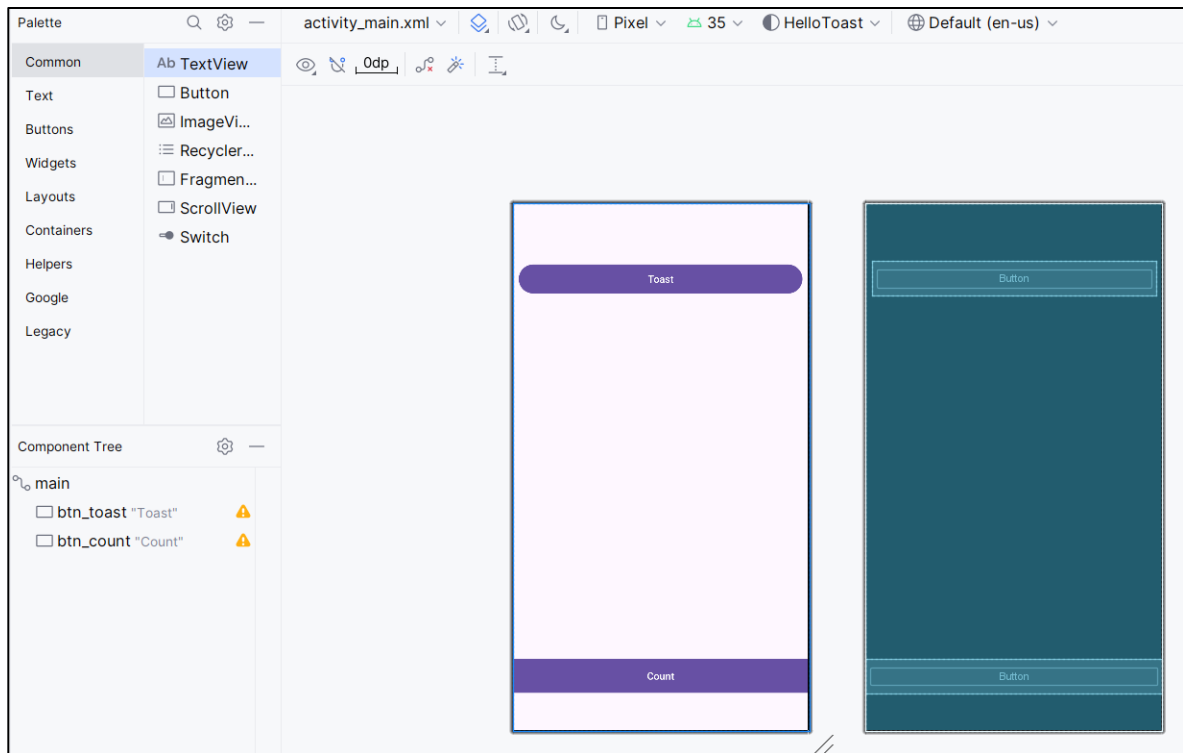 Palette
activity_main.xml
Pixel
35
HelloToast
Default (en-us)
Common
Text
Buttons
Widgets
Layouts
Containers
Helpers
Google
Legacy
Ab TextView
Button
ImageVi...
Recycler...
Fragmen...
ScrollView
Switch
0dp
Toast
Count
Button
Button
Component Tree
main
btn_toast "Toast"
btn_count "Count"